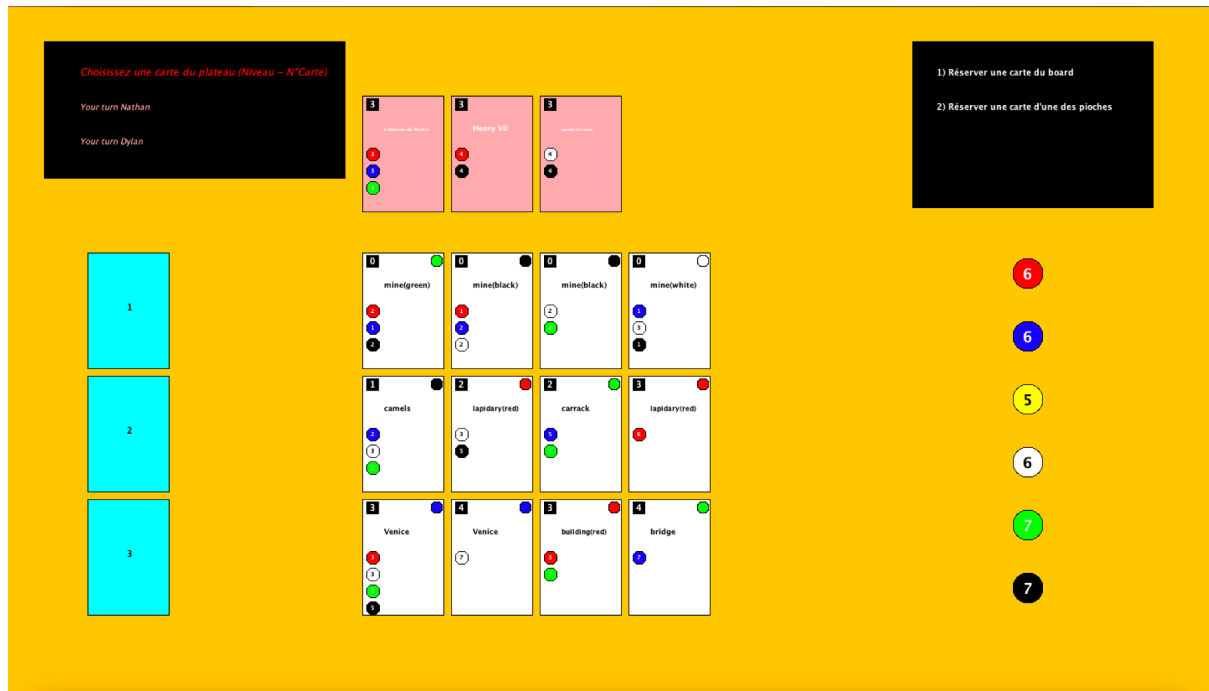 Choisissez une carte du plateau (Niveau - N°Carte)
Your turn Nathan
Your turn Dylan
1) Réserver une carte du board
2) Réserver une carte d'une des pioches
3 3 3
Henry VII
3 4 4
3 4 4
3
1
0 0 0 0
mine(green) mine(black) mine(black) mine(white)
2 1 2 1
1 2 2 3
2 2 1
2
1 2 2 3
camels lapidary(red) carrack lapidary(red)
2 3 5 6
3 5 3
2
3
3 4 3 4
Venice Venice building(red) bridge
3 7 3 7
3 7
3
5
6
6
5
6
7
7